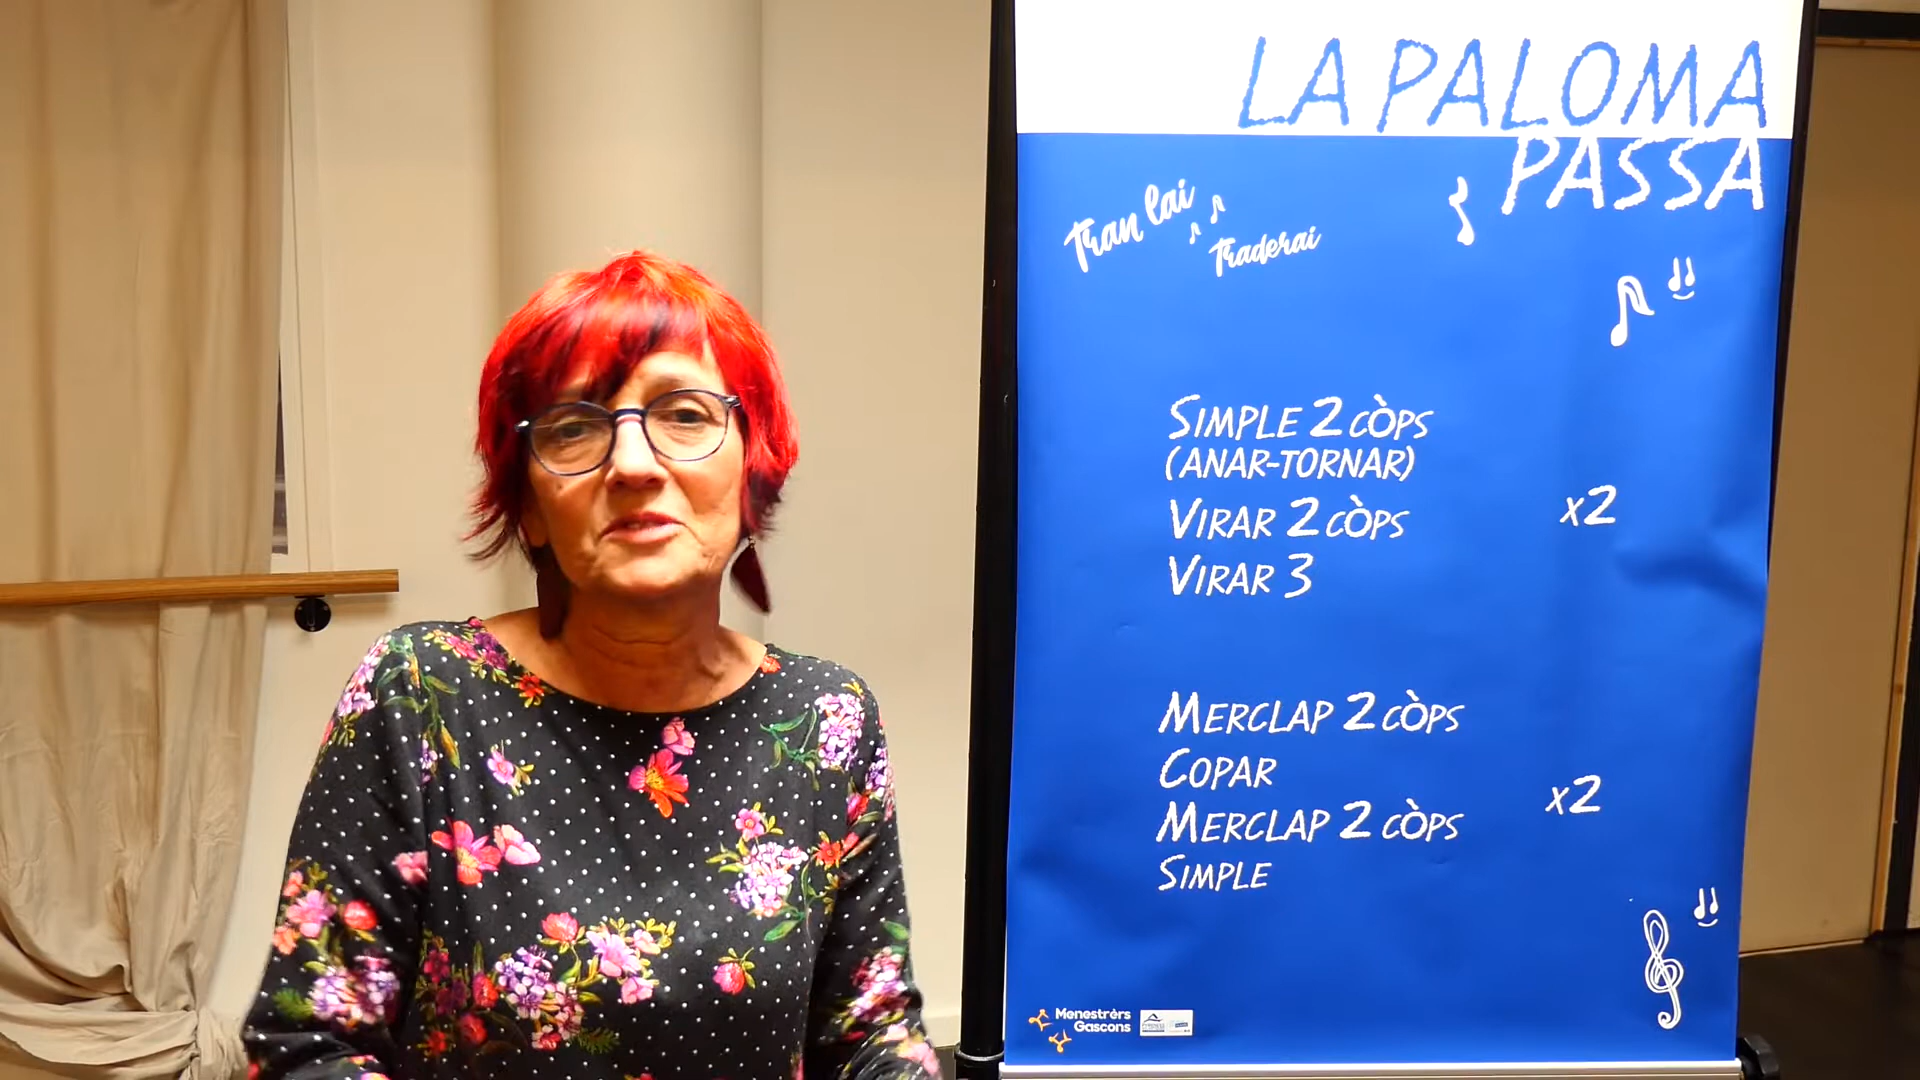 LA PALOMA
PASSA
Tran lai
Traderai
SIMPLE 2 CÒPS
(ANAR-TORNAR)
VIRAR 2 CÒPS
x2
VIRAR 3
MERCLAP 2 CÒPS
COPAR
x2
MERCLAP 2 CÒPS
SIMPLE
Menestrèrs
Gascons